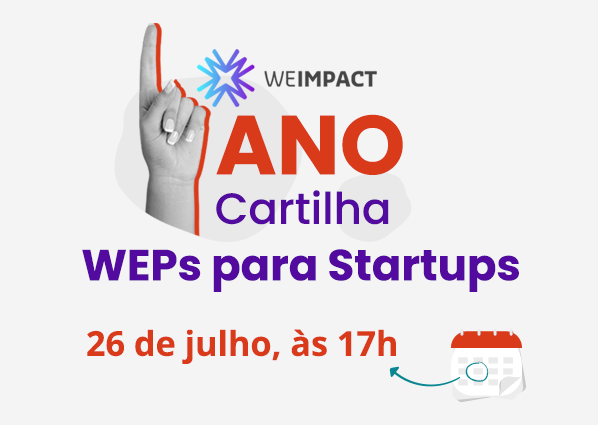 WEIMPACT
ANO
Cartilha
WEPs para Startups
26 de julho, às 17h